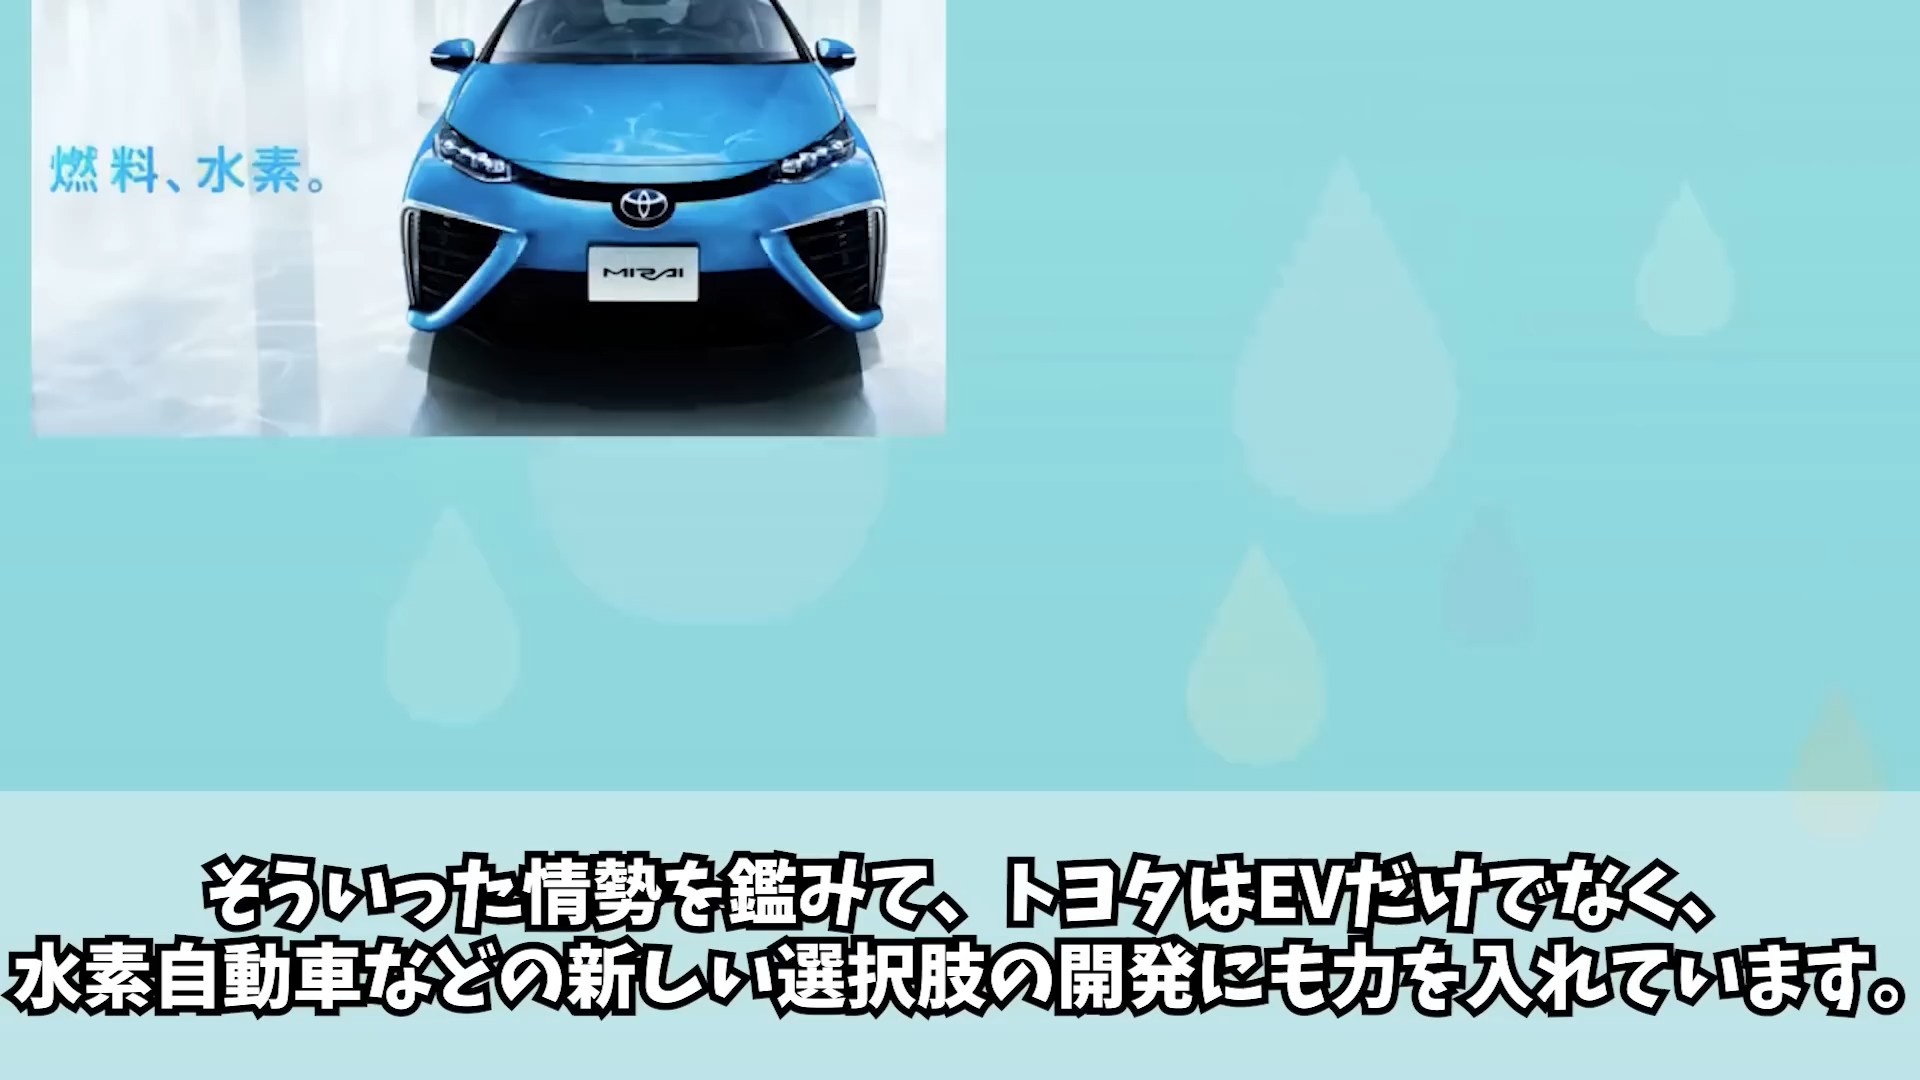 燃料、水素。
MIRAI
そういった情勢を鑑みて、トヨタはEVだけでなく、
水素自動車などの新しい選択肢の開発にも力を入れています。